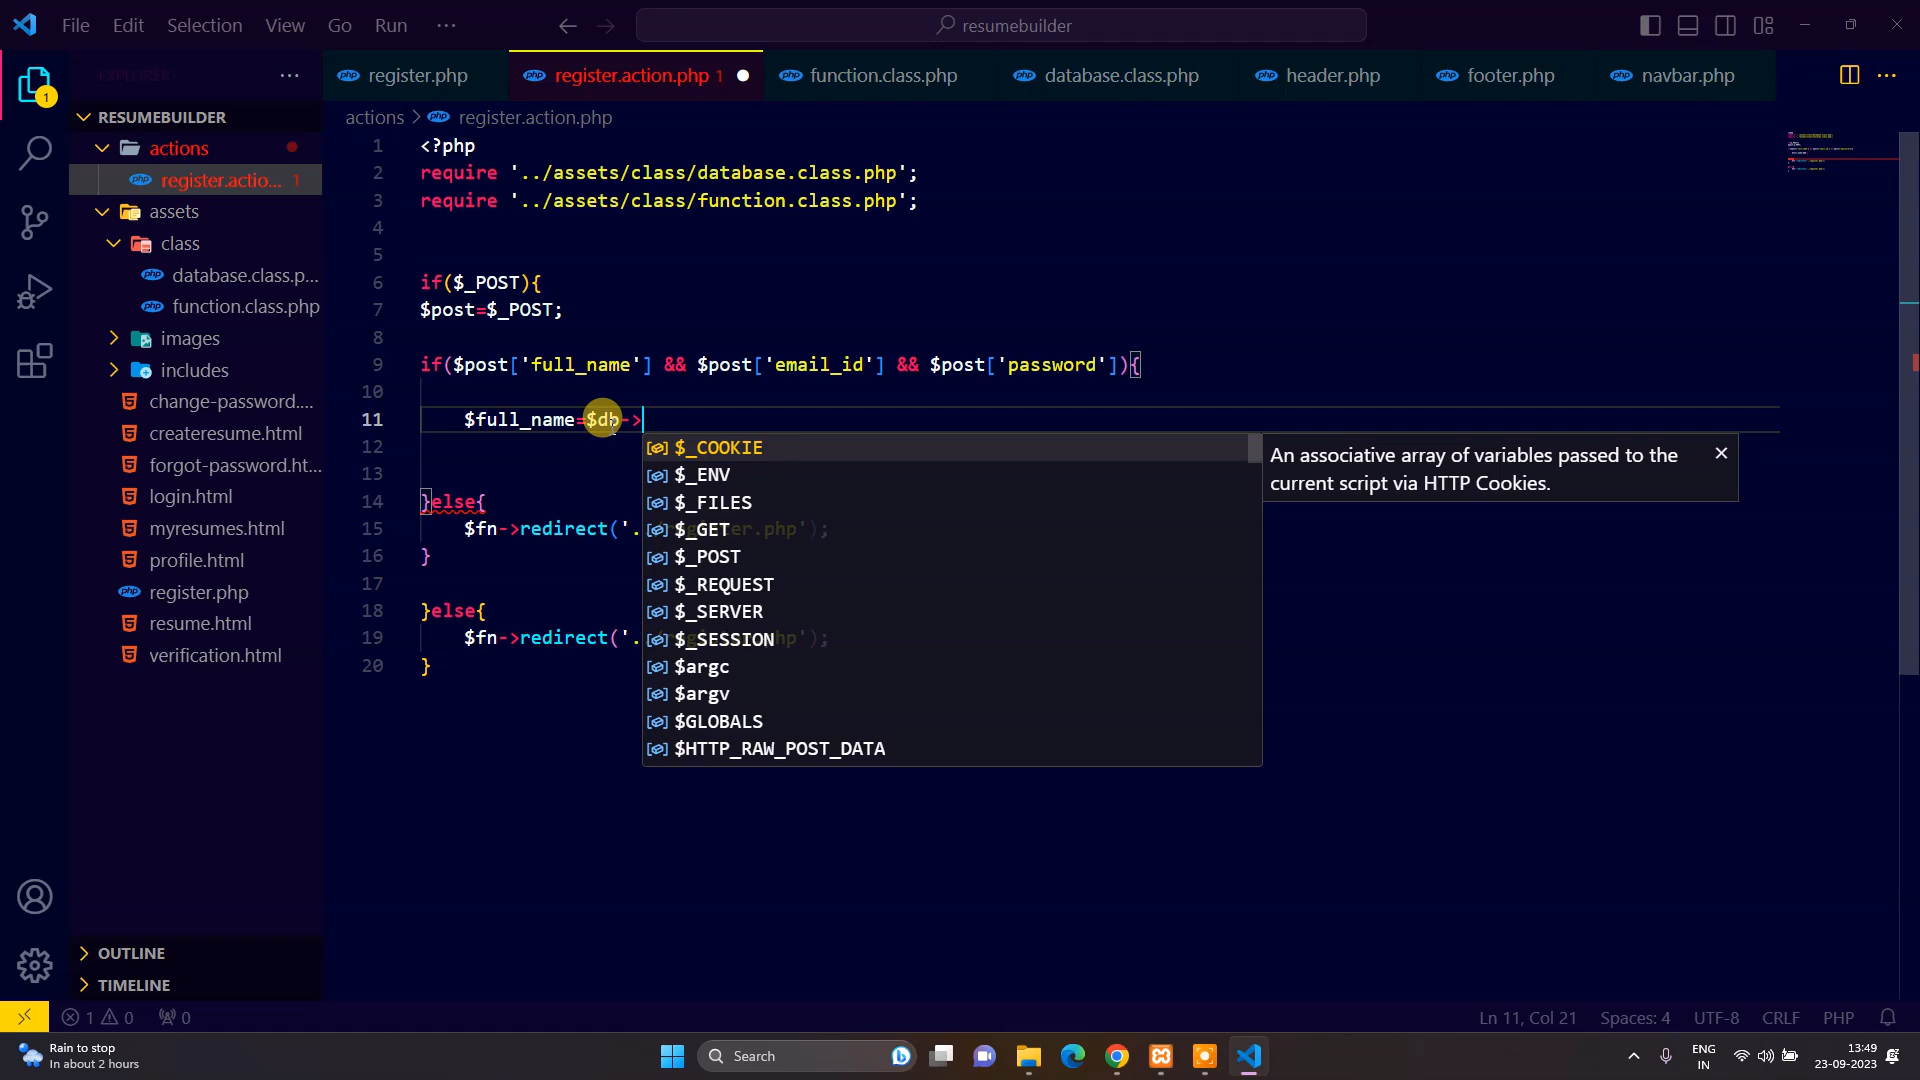 File Edit Selection View Go Run ···
resumebuilder
EXPLORER
register.php
register.action.php 1
function.class.php
database.class.php
header.php
footer.php
navbar.php
RESUMEBUILDER
actions
register.actio... 1
assets
class
database.class.p...
function.class.php
images
includes
change-password....
createresume.html
forgot-password.ht...
login.html
myresumes.html
profile.html
register.php
resume.html
verification.html
OUTLINE
TIMELINE
actions > register.action.php
1 <?php
2 require '../assets/class/database.class.php';
3 require '../assets/class/function.class.php';
4
5
6 if($_POST){
7 $post=$_POST;
8
9 if($post['full_name'] && $post['email_id'] && $post['password']){
10
11 $full_name=$db->
12
13
14 }else{
15 $fn->redirect('.
16 }
17
18 }else{
19 $fn->redirect('.
20 }
$_COOKIE
$_ENV
$_FILES
$_GET
$_POST
$_REQUEST
$_SERVER
$_SESSION
$argc
$argv
$GLOBALS
$HTTP_RAW_POST_DATA
An associative array of variables passed to the
current script via HTTP Cookies.
1 0 0
Ln 11, Col 21 Spaces: 4 UTF-8 CRLF PHP
Rain to stop
In about 2 hours
Search
ENG
IN
13:49
23-09-2023